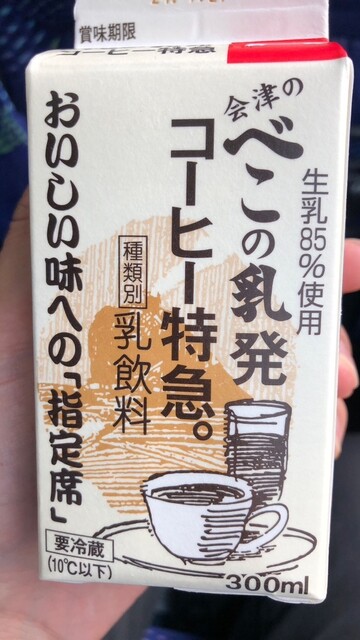 賞味期限
コーヒー特急
生乳85%使用
会津の
べこの乳発
コーヒー特急。
種類別 乳飲料
おいしい味への「指定席」
要冷蔵
(10℃以下)
300ml